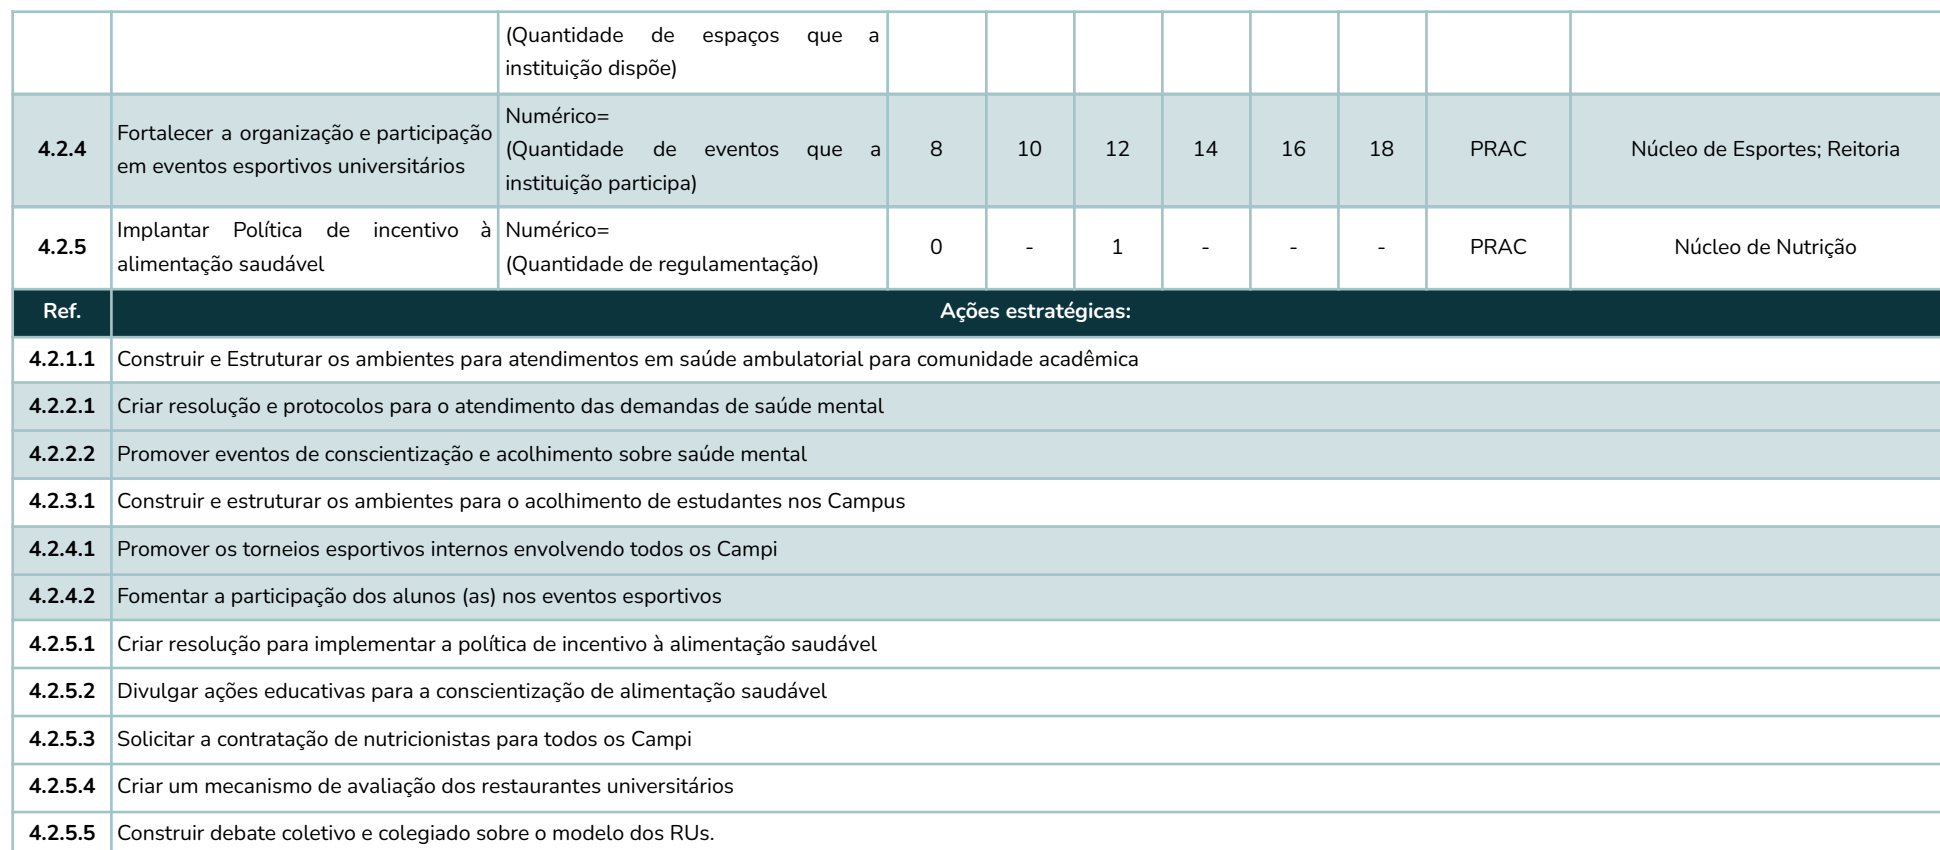 (Quantidade de espaços que a
instituição dispõe)
4.2.4
Fortalecer a organização e participação
em eventos esportivos universitários
Numérico=
(Quantidade de eventos que a
instituição participa)
8 10 12 14 16 18 PRAC Núcleo de Esportes; Reitoria
4.2.5
Implantar Política de incentivo à
alimentação saudável
Numérico=
(Quantidade de regulamentação)
0 - 1 - - - PRAC Núcleo de Nutrição
Ref. Ações estratégicas:
4.2.1.1 Construir e Estruturar os ambientes para atendimentos em saúde ambulatorial para comunidade acadêmica
4.2.2.1 Criar resolução e protocolos para o atendimento das demandas de saúde mental
4.2.2.2 Promover eventos de conscientização e acolhimento sobre saúde mental
4.2.3.1 Construir e estruturar os ambientes para o acolhimento de estudantes nos Campus
4.2.4.1 Promover os torneios esportivos internos envolvendo todos os Campi
4.2.4.2 Fomentar a participação dos alunos (as) nos eventos esportivos
4.2.5.1 Criar resolução para implementar a política de incentivo à alimentação saudável
4.2.5.2 Divulgar ações educativas para a conscientização de alimentação saudável
4.2.5.3 Solicitar a contratação de nutricionistas para todos os Campi
4.2.5.4 Criar um mecanismo de avaliação dos restaurantes universitários
4.2.5.5 Construir debate coletivo e colegiado sobre o modelo dos RUs.